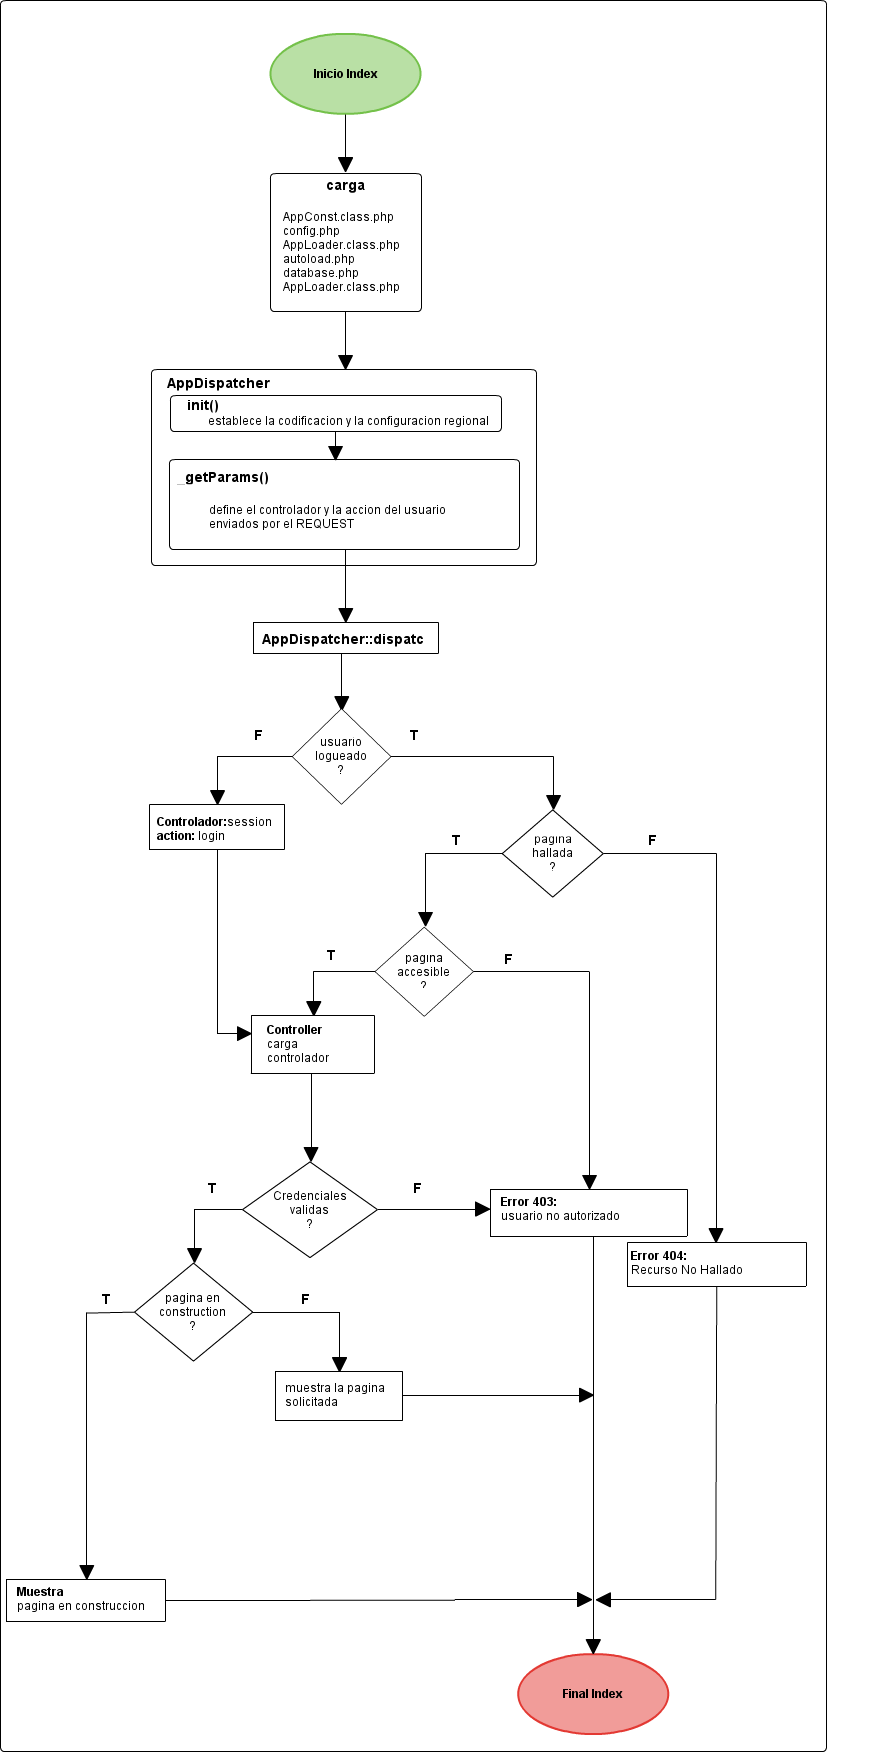 Inicio Index
carga
AppConst.class.php
config.php
AppLoader.class.php
autoload.php
database.php
AppLoader.class.php
AppDispatcher
init()
establece la codificacion y la configuracion regional
_getParams()
define el controlador y la accion del usuario
enviados por el REQUEST
AppDispatcher::dispatc
usuario
logueado
?
F
T
Controlador:session
action: login
pagina
hallada
?
T
F
pagina
accesible
?
T
F
Controller
carga
controlador
Credenciales
validas
?
T
F
Error 403:
usuario no autorizado
Error 404:
Recurso No Hallado
pagina en
construction
?
T
F
muestra la pagina
solicitada
Muestra
pagina en construccion
Final Index